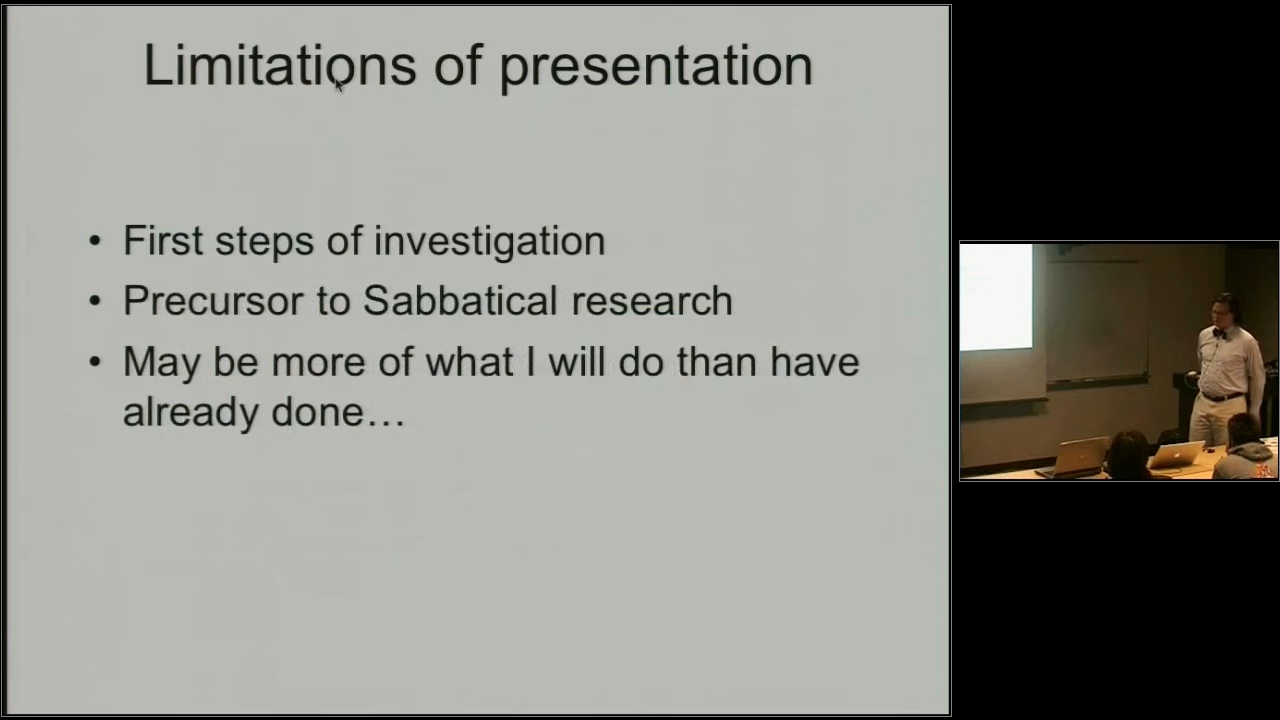 Limitations of presentation
• First steps of investigation
• Precursor to Sabbatical research
• May be more of what I will do than have
already done…